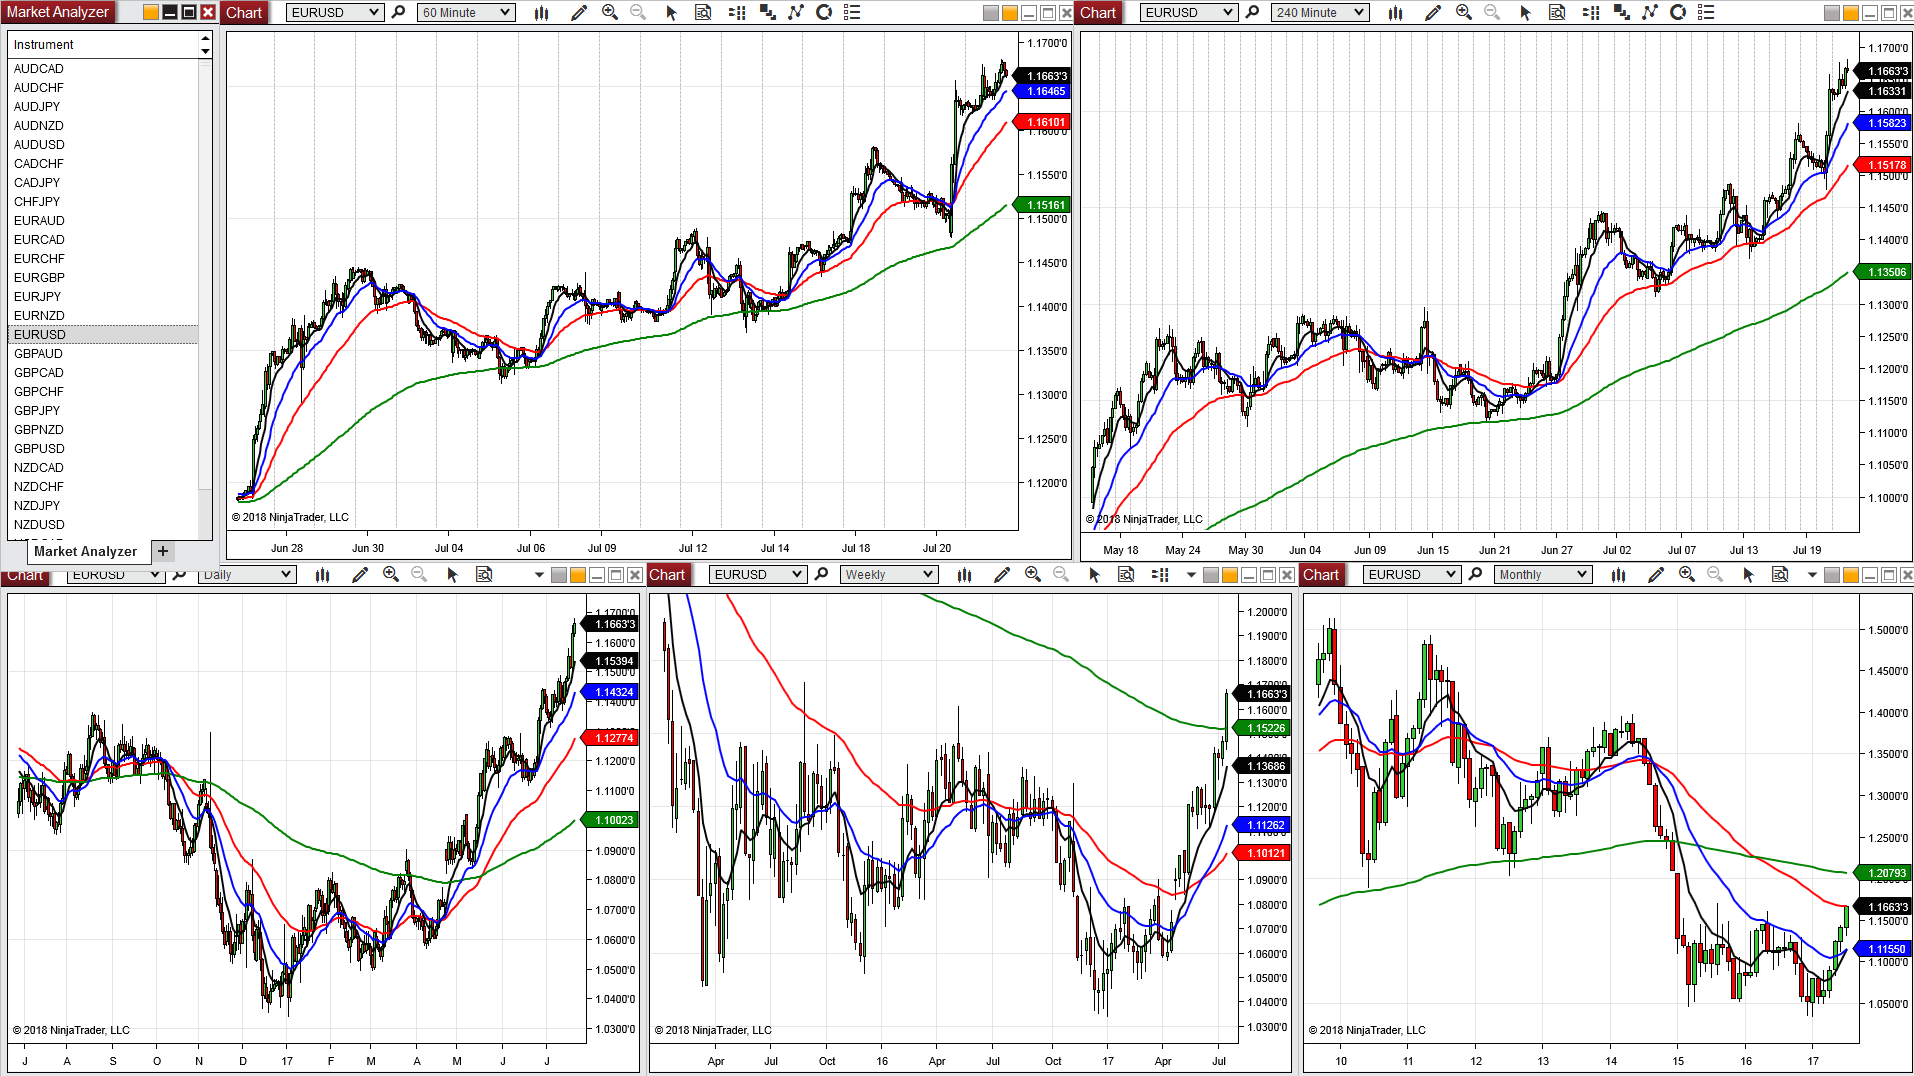 Market Analyzer
Instrument
AUDCAD
AUDCHF
AUDJPY
AUDNZD
AUDUSD
CADCHF
CADJPY
CHFJPY
EURAUD
EURCAD
EURCHF
EURGBP
EURJPY
EURNZD
EURUSD
GBPAUD
GBPCAD
GBPCHF
GBPJPY
GBPNZD
GBPUSD
NZDCAD
NZDCHF
NZDJPY
NZDUSD
Market Analyzer +
Chart EURUSD 60 Minute
1.1700'0
1.1663'3
1.16465
1.16101
1.1600'0
1.1550'0
1.15161
1.1500'0
1.1450'0
1.1400'0
1.1350'0
1.1300'0
1.1250'0
1.1200'0
© 2018 NinjaTrader, LLC
Jun 28 Jun 30 Jul 04 Jul 06 Jul 09 Jul 12 Jul 14 Jul 18 Jul 20
Chart EURUSD 240 Minute
1.1700'0
1.1663'3
1.16331
1.1600'0
1.15823
1.1550'0
1.15178
1.1500'0
1.1450'0
1.1400'0
1.13506
1.1300'0
1.1250'0
1.1200'0
1.1150'0
1.1100'0
1.1050'0
1.1000'0
© 2018 NinjaTrader, LLC
May 18 May 24 May 30 Jun 04 Jun 09 Jun 15 Jun 21 Jun 27 Jul 02 Jul 07 Jul 13 Jul 19
Chart EURUSD Daily
1.1700'0
1.1663'3
1.1600'0
1.15394
1.1500'0
1.14324
1.1400'0
1.12774
1.1200'0
1.1100'0
1.10023
1.0900'0
1.0800'0
1.0700'0
1.0600'0
1.0500'0
1.0400'0
1.0300'0
© 2018 NinjaTrader, LLC
J A S O N D 17 F M A M J J
Chart EURUSD Weekly
1.2000'0
1.1900'0
1.1800'0
1.1700'0
1.1663'3
1.1600'0
1.15226
1.13686
1.1300'0
1.1200'0
1.11262
1.10121
1.0900'0
1.0800'0
1.0700'0
1.0600'0
1.0500'0
1.0400'0
1.0300'0
© 2018 NinjaTrader, LLC
Apr Jul Oct 16 Apr Jul Oct 17 Apr Jul
Chart EURUSD Monthly
1.5000'0
1.4500'0
1.4000'0
1.3500'0
1.3000'0
1.2500'0
1.20793
1.1663'3
1.1500'0
1.11550
1.1000'0
1.0500'0
© 2018 NinjaTrader, LLC
10 11 12 13 14 15 16 17